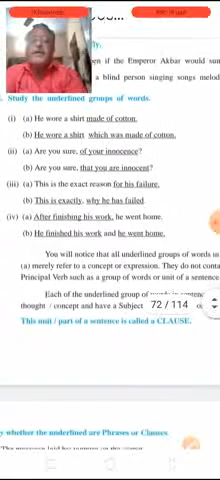 ly.
en if the Emperor Akbar would sum
a blind person singing songs melod
Study the underlined groups of words.
(i) (a) He wore a shirt made of cotton.
(b) He wore a shirt which was made of cotton.
(ii) (a) Are you sure, of your innocence?
(b) Are you sure, that you are innocent?
(iii) (a) This is the exact reason for his failure.
(b) This is exactly, why he has failed.
(iv) (a) After finishing his work, he went home.
(b) He finished his work and he went home.
You will notice that all underlined groups of words in
(a) merely refer to a concept or expression. They do not conta
Principal Verb such as a group of words or unit of a sentence
Each of the underlined group of words in sentenc
thought / concept and have a Subject
72 / 114
This unit / part of a sentence is called a CLAUSE.
y whether the underlined are Phrases or Clauses.